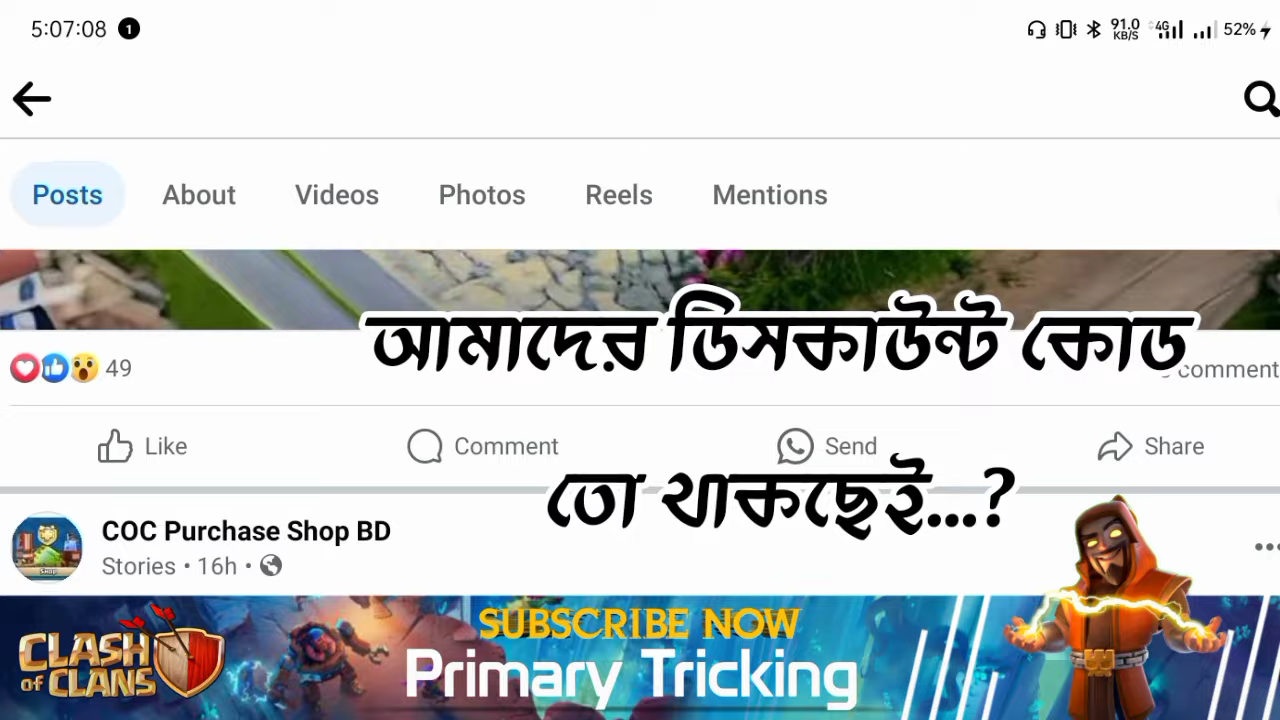 5:07:08 1 91.0 KB/S 4G 52%
Posts About Videos Photos Reels Mentions
আমাদের ডিসকাউন্ট কোড
49 comment
Like Comment Send Share
তো থাকছেই...?
COC Purchase Shop BD
Stories • 16h •
SUBSCRIBE NOW
CLASH of CLANS
Primary Tricking